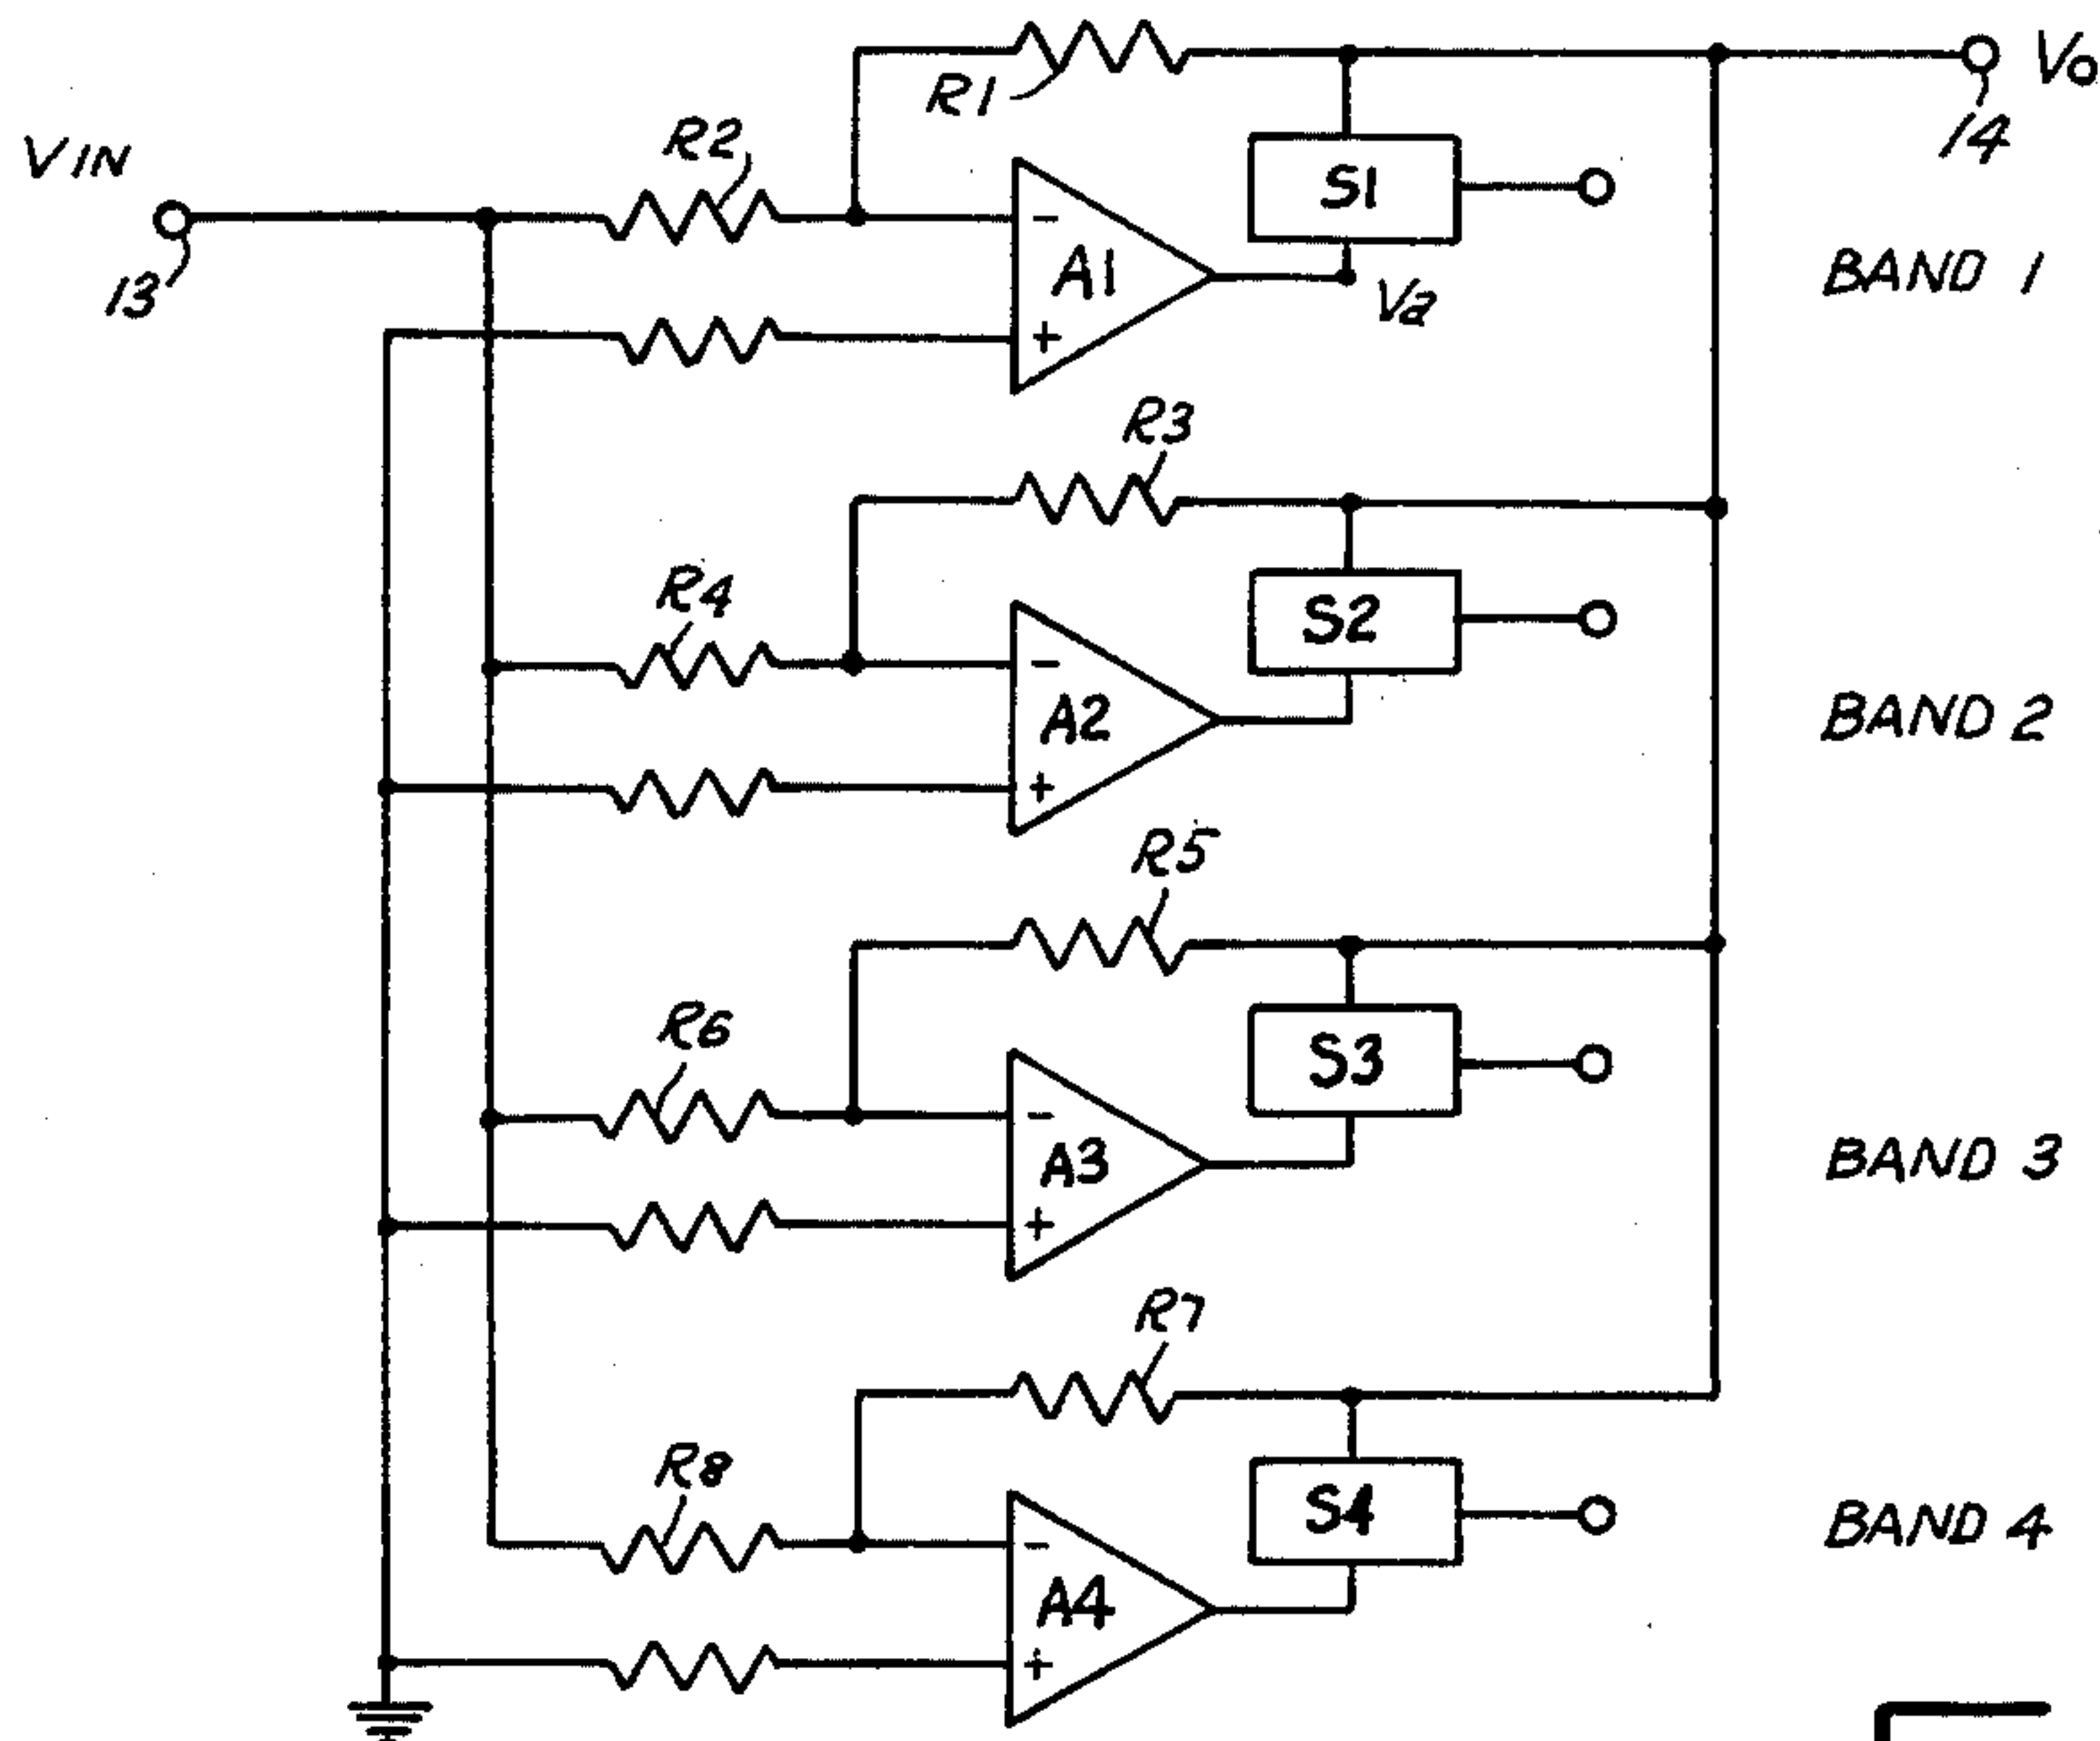 R1
Vo
14
VIN
R2
S1
13
A1
-
+
Va
BAND 1
R3
R4
S2
A2
-
+
BAND 2
R5
R6
S3
A3
-
+
BAND 3
R7
R8
S4
A4
-
+
BAND 4